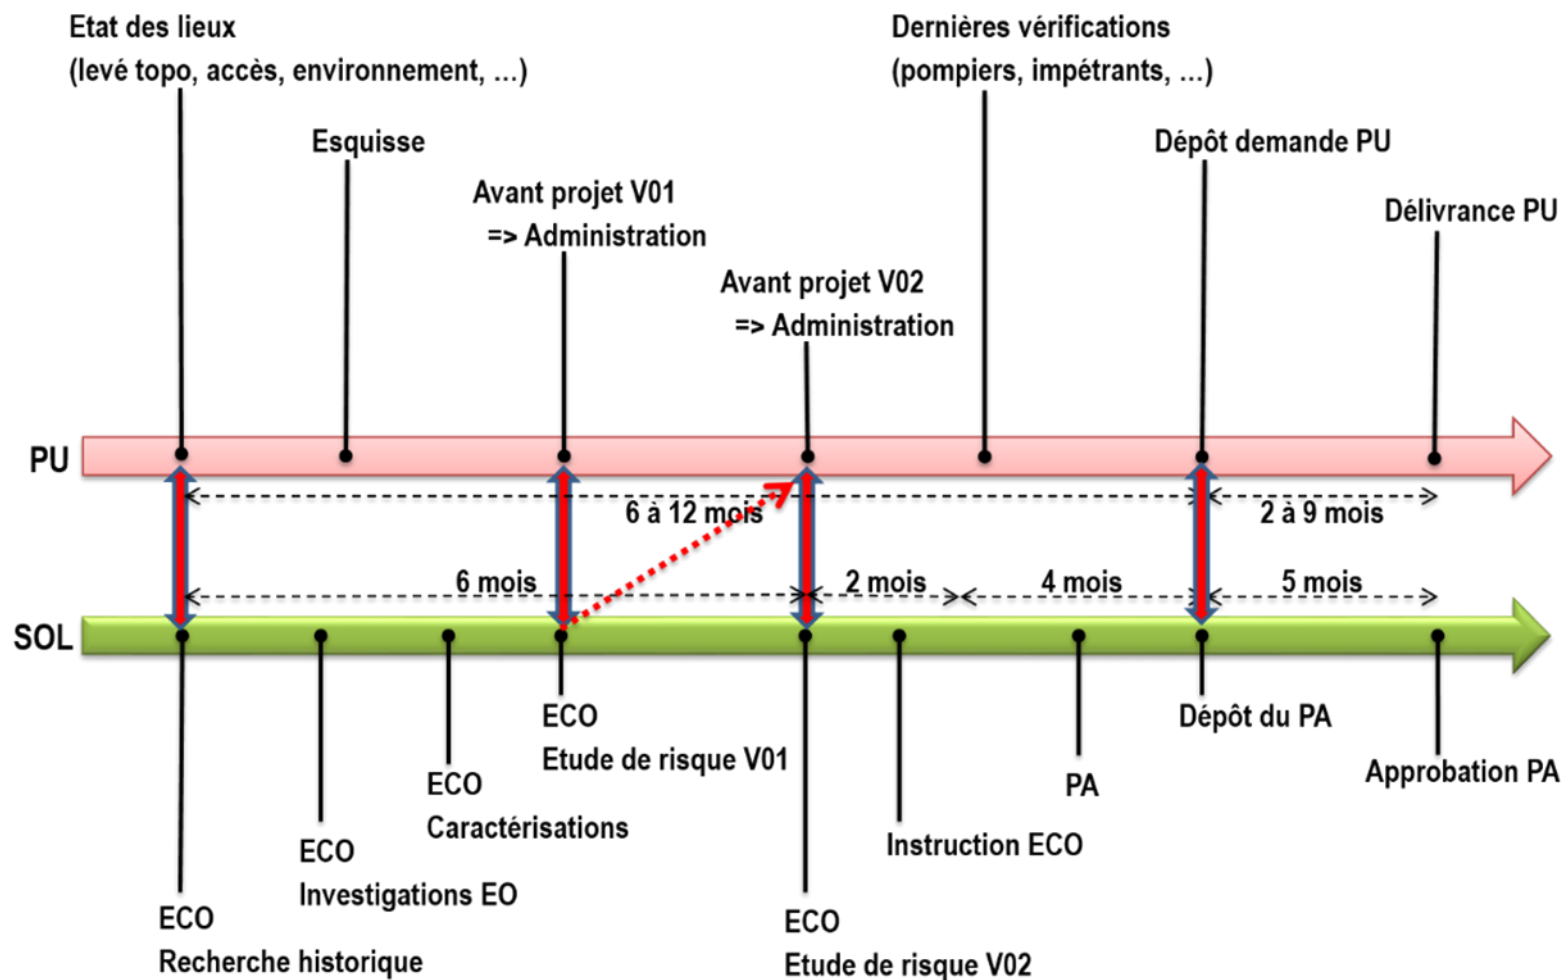 Etat des lieux
(levé topo, accès, environnement, ...)
Dernières vérifications
(pompiers, impétrants, ...)
Esquisse
Dépôt demande PU
Avant projet V01
=> Administration
Délivrance PU
Avant projet V02
=> Administration
PU
6 à 12 mois
2 à 9 mois
6 mois
2 mois
4 mois
5 mois
SOL
ECO
Etude de risque V01
Dépôt du PA
ECO
Caractérisations
PA
Approbation PA
ECO
Investigations EO
Instruction ECO
ECO
Recherche historique
ECO
Etude de risque V02